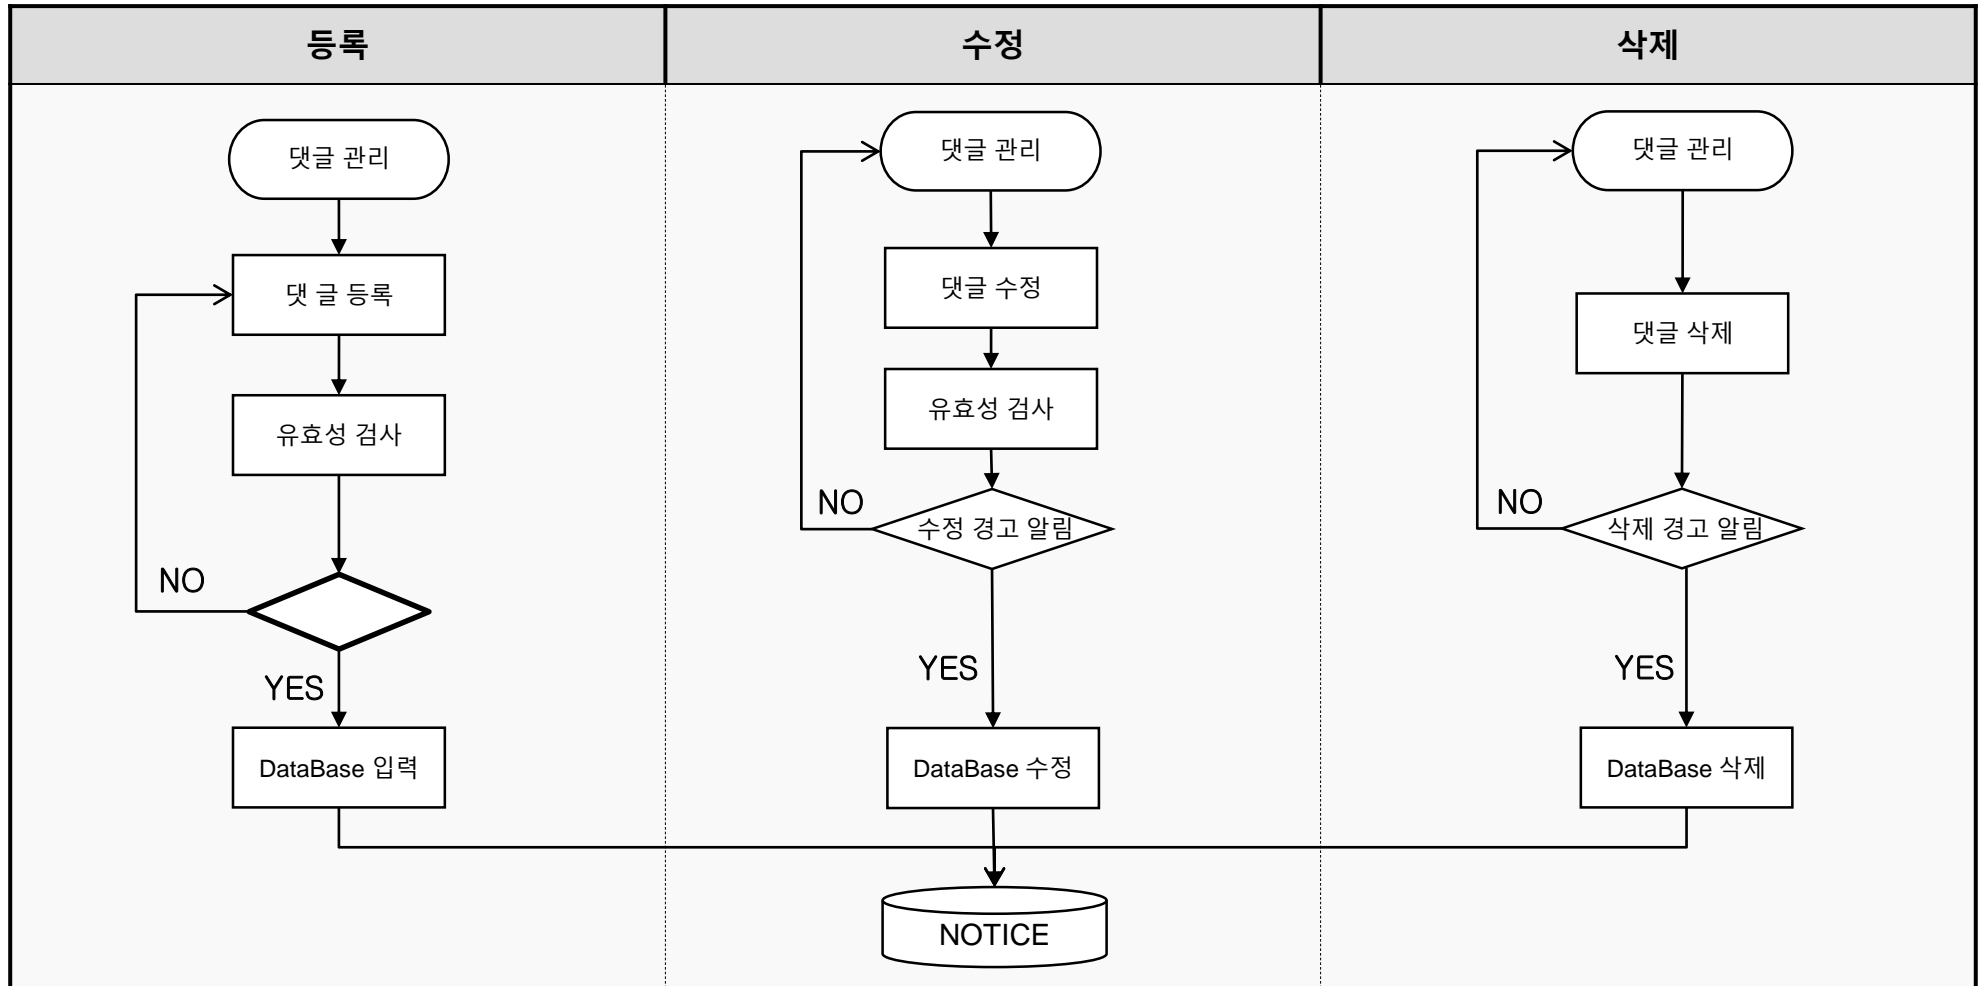 등록
수정
삭제
댓글 관리
댓 글 등록
유효성 검사
NO
YES
DataBase 입력
댓글 관리
댓글 수정
유효성 검사
NO
수정 경고 알림
YES
DataBase 수정
댓글 관리
댓글 삭제
NO
삭제 경고 알림
YES
DataBase 삭제
NOTICE